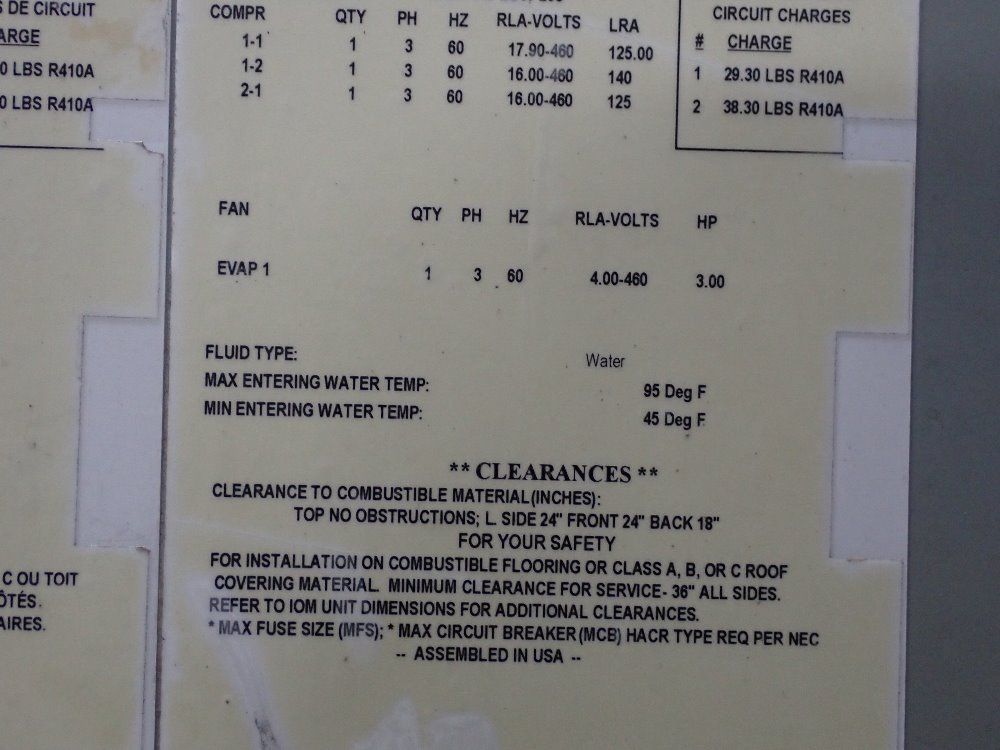 S DE CIRCUIT
ARGE
0 LBS R410A
0 LBS R410A
C OU TOIT
ÔTÉS.
AIRES.
COMPR QTY PH HZ RLA-VOLTS LRA
1-1 1 3 60 17.90-460 125.00
1-2 1 3 60 16.00-460 140
2-1 1 3 60 16.00-460 125
CIRCUIT CHARGES
# CHARGE
1 29.30 LBS R410A
2 38.30 LBS R410A
FAN QTY PH HZ RLA-VOLTS HP
EVAP 1 1 3 60 4.00-460 3.00
FLUID TYPE: Water
MAX ENTERING WATER TEMP: 95 Deg F
MIN ENTERING WATER TEMP: 45 Deg F
** CLEARANCES **
CLEARANCE TO COMBUSTIBLE MATERIAL(INCHES):
TOP NO OBSTRUCTIONS; L. SIDE 24" FRONT 24" BACK 18"
FOR YOUR SAFETY
FOR INSTALLATION ON COMBUSTIBLE FLOORING OR CLASS A, B, OR C ROOF
COVERING MATERIAL. MINIMUM CLEARANCE FOR SERVICE- 36" ALL SIDES.
REFER TO IOM UNIT DIMENSIONS FOR ADDITIONAL CLEARANCES.
* MAX FUSE SIZE (MFS); * MAX CIRCUIT BREAKER(MCB) HACR TYPE REQ PER NEC
-- ASSEMBLED IN USA --